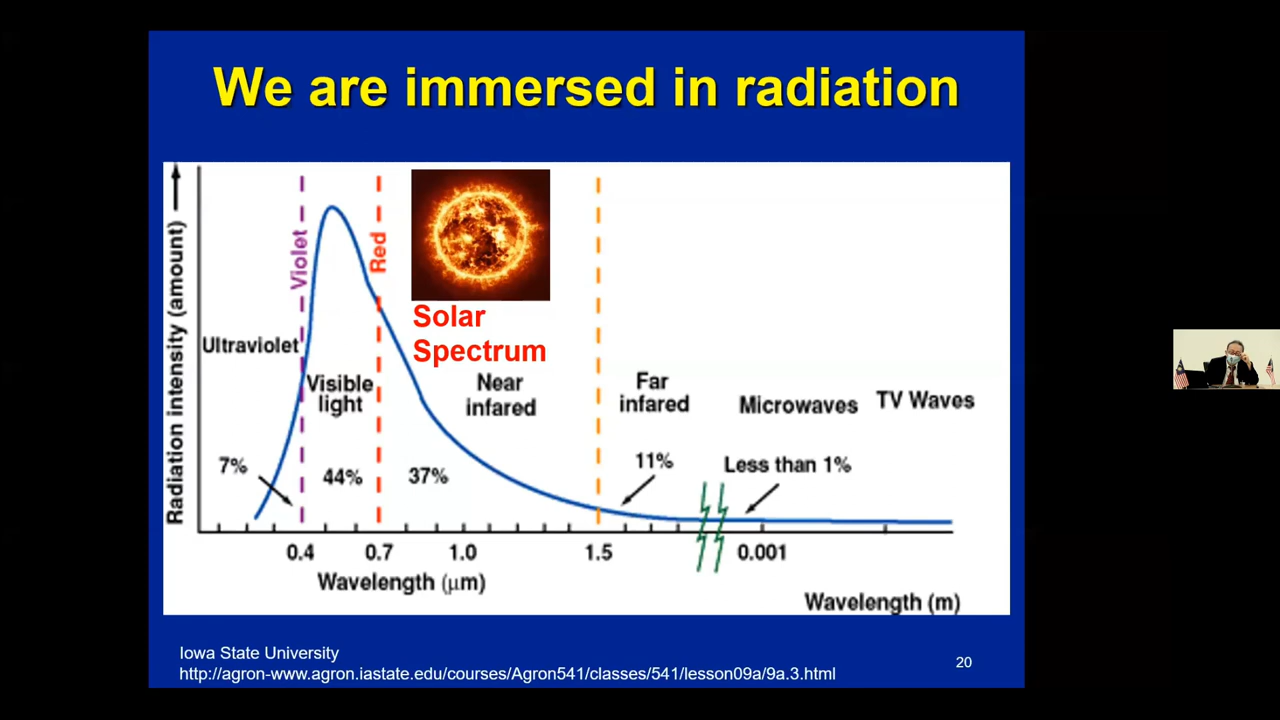 We are immersed in radiation
Radiation intensity (amount)
Violet
Red
Solar
Spectrum
Ultraviolet
Visible
light
Near
infared
Far
infared
Microwaves
TV Waves
7%
44%
37%
11%
Less than 1%
0.4
0.7
1.0
1.5
0.001
Wavelength (μm)
Wavelength (m)
Iowa State University
http://agron-www.agron.iastate.edu/courses/Agron541/classes/541/lesson09a/9a.3.html
20